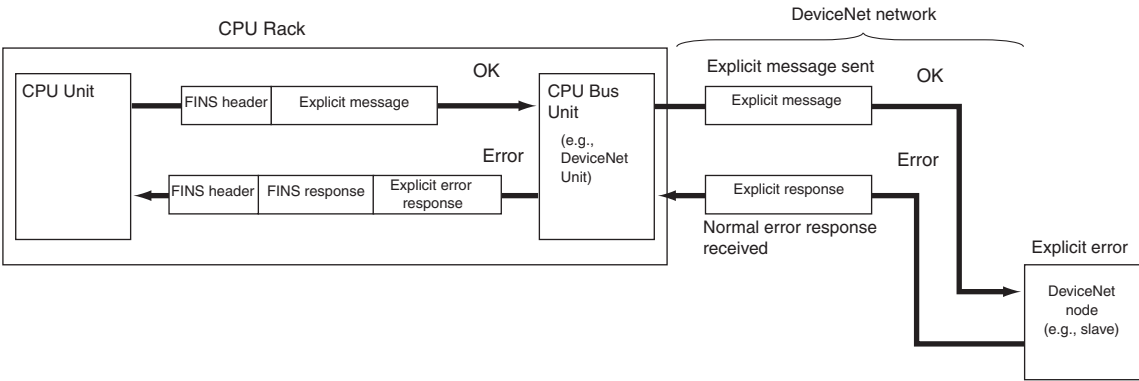 DeviceNet network
CPU Rack
CPU Unit
FINS header
Explicit message
OK
CPU Bus
Unit
(e.g.,
DeviceNet
Unit)
Explicit message sent
Explicit message
OK
Error
FINS header
FINS response
Explicit error
response
Error
Explicit response
Normal error response
received
Explicit error
DeviceNet
node
(e.g., slave)